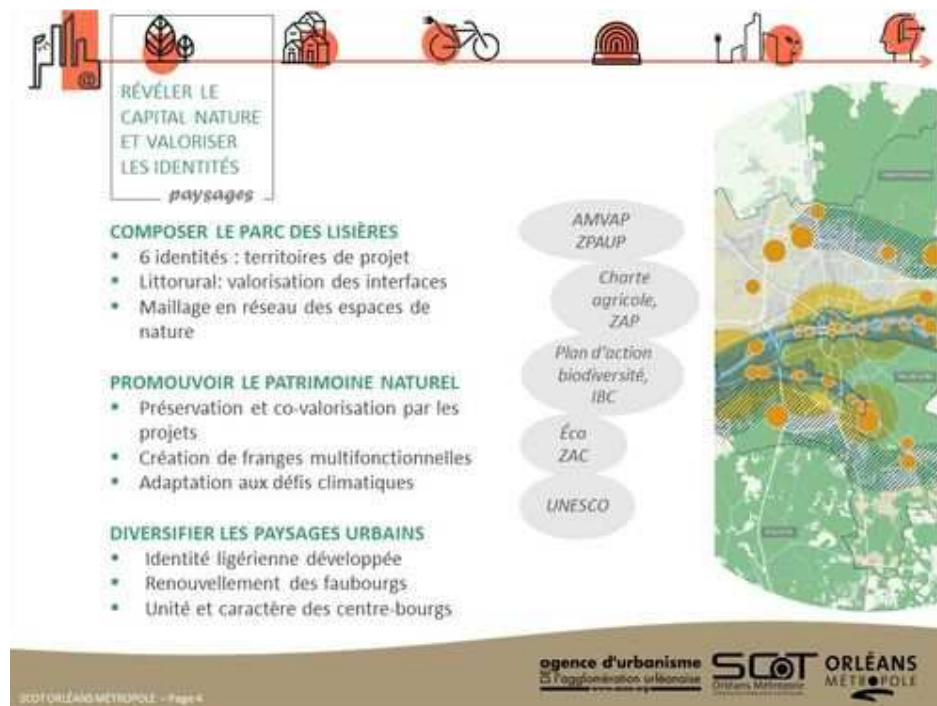 RÉVÉLER LE
CAPITAL NATURE
ET VALORISER
LES IDENTITÉS
paysages
COMPOSER LE PARC DES LISIÈRES
• 6 identités : territoires de projet
• Littorural: valorisation des interfaces
• Maillage en réseau des espaces de
nature
PROMOUVOIR LE PATRIMOINE NATUREL
• Préservation et co-valorisation par les
projets
• Création de franges multifonctionnelles
• Adaptation aux défis climatiques
DIVERSIFIER LES PAYSAGES URBAINS
• Identité ligérienne développée
• Renouvellement des faubourgs
• Unité et caractère des centre-bourgs
AMVAP
ZPAUP
Charte
agricole,
ZAP
Plan d'action
biodiversité,
IBC
Éco
ZAC
UNESCO
agence d'urbanisme
de l'agglomération orléanaise
SCOT
Orléans Métropole
ORLÉANS
MÉTROPOLE
SCOT ORLÉANS MÉTROPOLE – Page 4